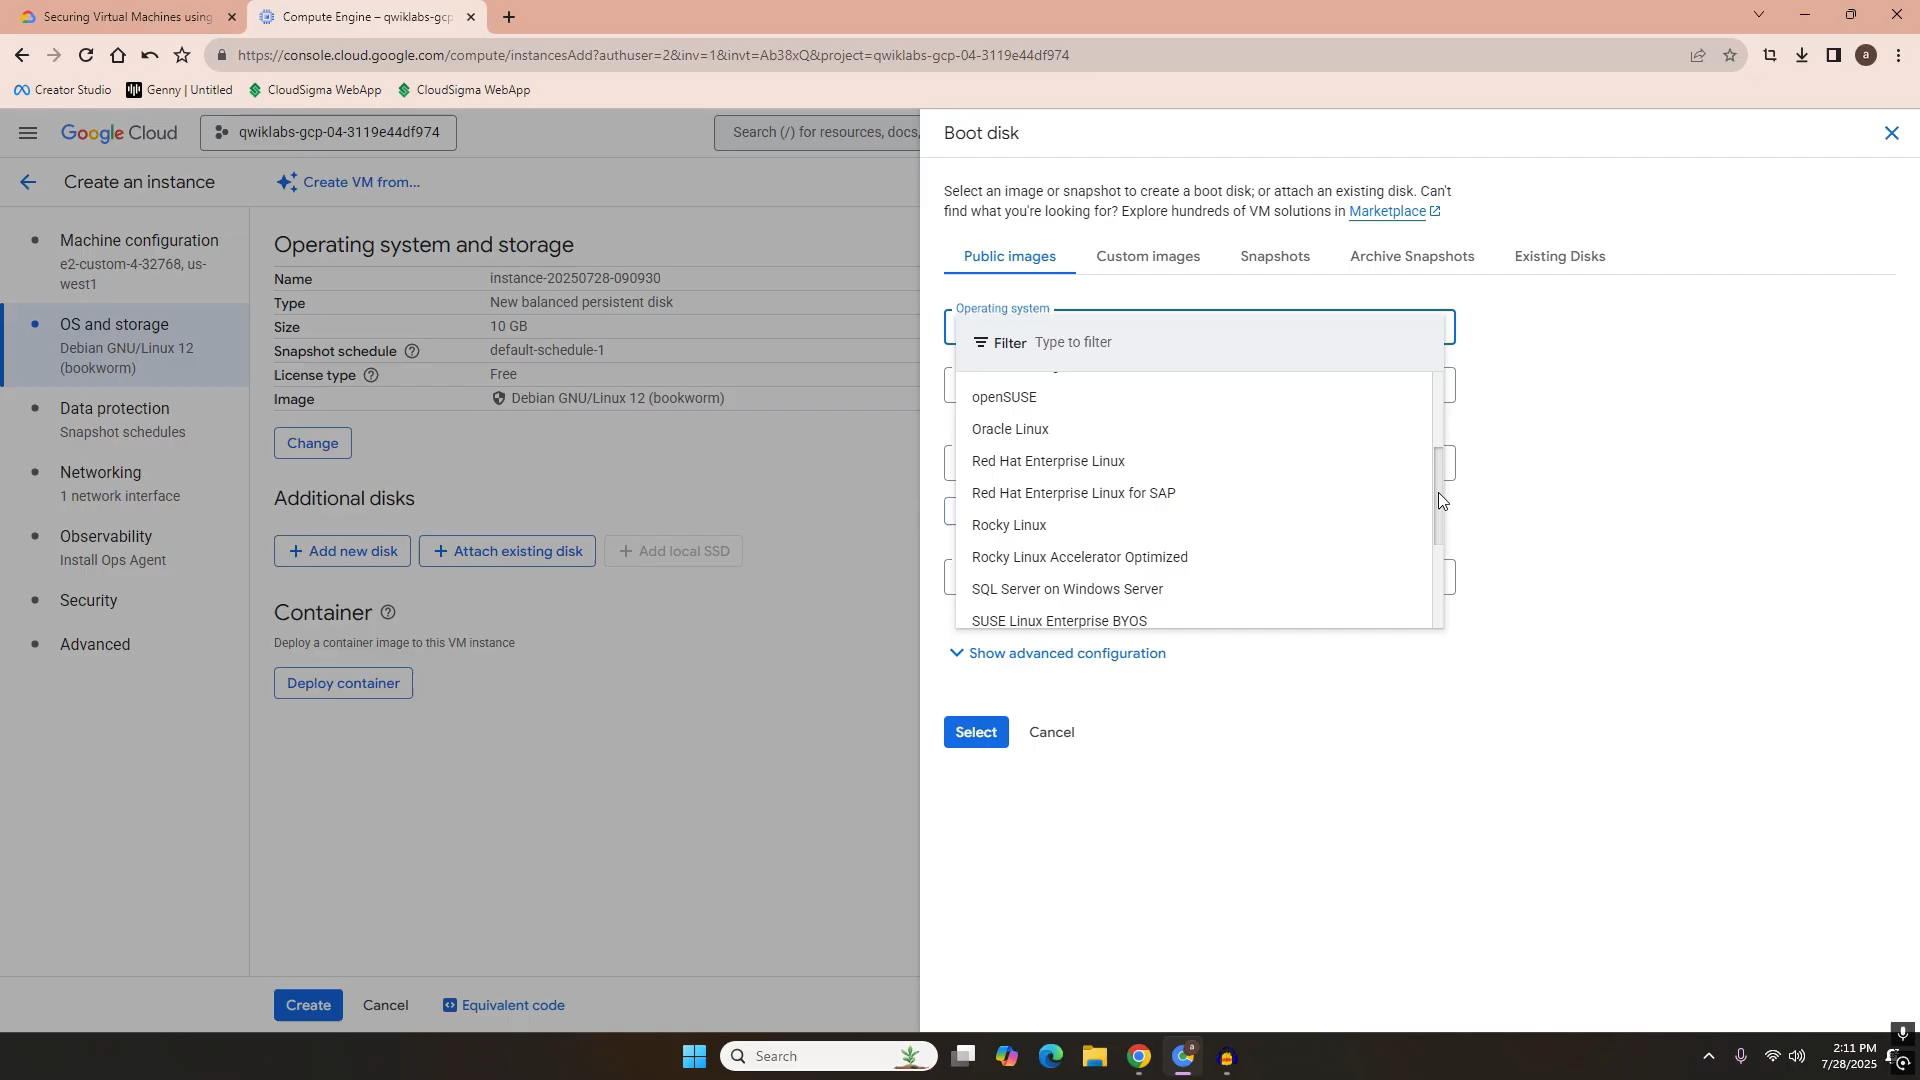 Securing Virtual Machines using
Compute Engine – qwiklabs-gcp
https://console.cloud.google.com/compute/instancesAdd?authuser=2&inv=1&invt=Ab38xQ&project=qwiklabs-gcp-04-3119e44df974
a
Creator Studio
Genny | Untitled
CloudSigma WebApp
CloudSigma WebApp
Google Cloud
qwiklabs-gcp-04-3119e44df974
Search (/) for resources, docs,
Create an instance
Create VM from...
Machine configuration
e2-custom-4-32768, us-
west1
OS and storage
Debian GNU/Linux 12
(bookworm)
Data protection
Snapshot schedules
Networking
1 network interface
Observability
Install Ops Agent
Security
Advanced
Operating system and storage
Name instance-20250728-090930
Type New balanced persistent disk
Size 10 GB
Snapshot schedule default-schedule-1
License type Free
Image Debian GNU/Linux 12 (bookworm)
Change
Additional disks
Add new disk
Attach existing disk
Add local SSD
Container
Deploy a container image to this VM instance
Deploy container
Create
Cancel
Equivalent code
Boot disk
Select an image or snapshot to create a boot disk; or attach an existing disk. Can't
find what you're looking for? Explore hundreds of VM solutions in Marketplace
Public images
Custom images
Snapshots
Archive Snapshots
Existing Disks
Operating system
Filter Type to filter
openSUSE
Oracle Linux
Red Hat Enterprise Linux
Red Hat Enterprise Linux for SAP
Rocky Linux
Rocky Linux Accelerator Optimized
SQL Server on Windows Server
SUSE Linux Enterprise BYOS
Show advanced configuration
Select
Cancel
Search
2:11 PM
7/28/2025